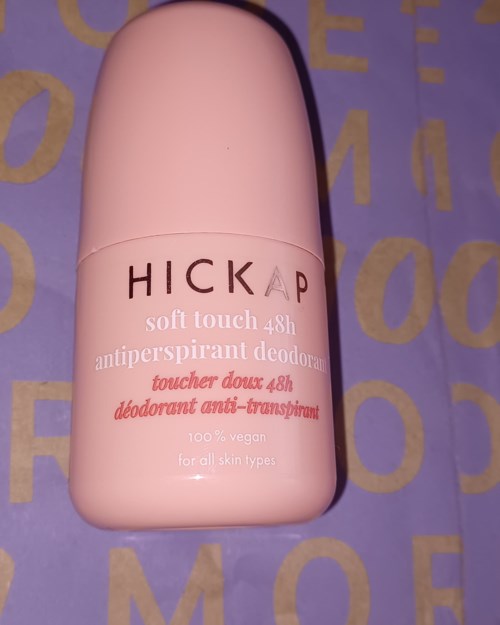 HICKAP
soft touch 48h
antiperspirant deodorant
toucher doux 48h
déodorant anti-transpirant
100% vegan
for all skin types